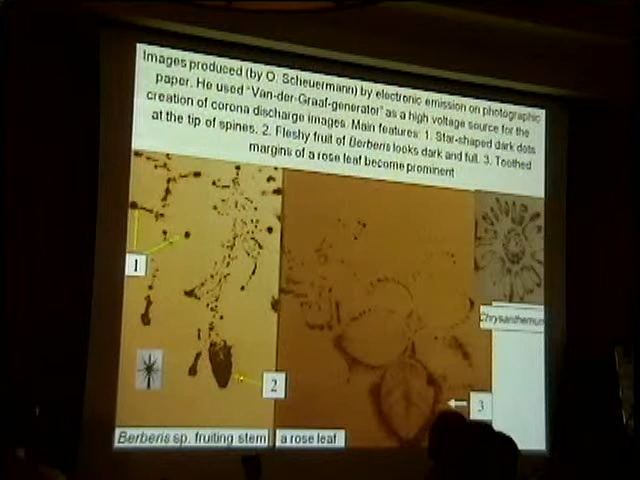 Images produced (by O. Scheuermann) by electronic emission on photographic
paper. He used "Van-der-Graaf-generator" as a high voltage source for the
creation of corona discharge images. Main features: 1. Star-shaped dark dots
at the tip of spines. 2. Fleshy fruit of Berberis looks dark and full. 3. Toothed
margins of a rose leaf become prominent
1
Chrysanthemum
2
3
Berberis sp. fruiting stem
a rose leaf